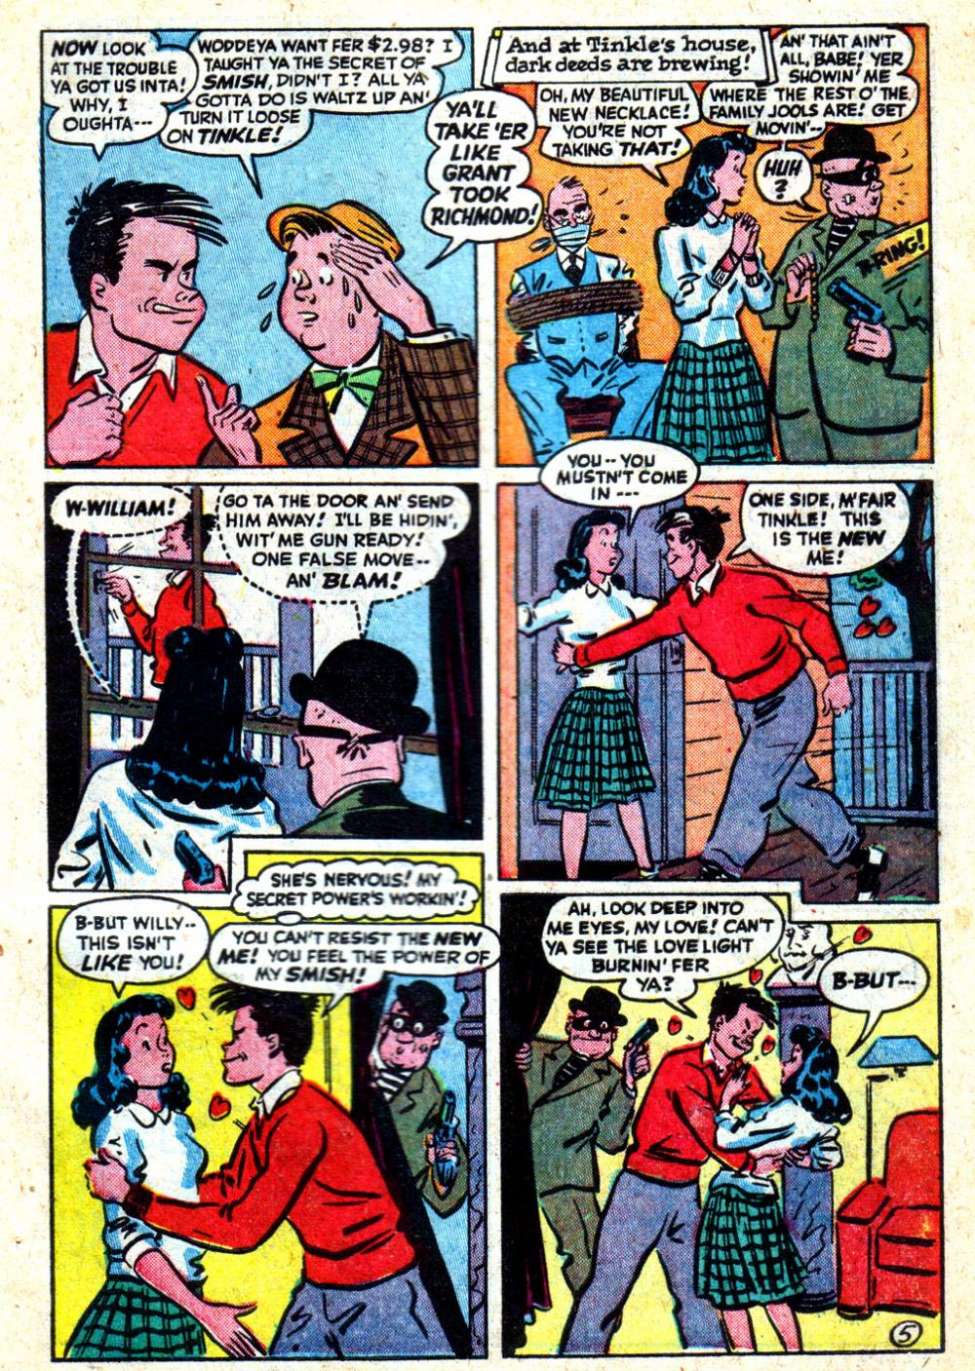 NOW LOOK
AT THE TROUBLE
YA GOT US INTA!
WHY, I
OUGHTA---
WODDEYA WANT FER $2.98? I
TAUGHT YA THE SECRET OF
SMISH, DIDN'T I? ALL YA
GOTTA DO IS WALTZ UP AN'
TURN IT LOOSE
ON TINKLE!
YA'LL
TAKE 'ER
LIKE
GRANT
TOOK
RICHMOND!
And at Tinkle's house,
dark deeds are brewing!
OH, MY BEAUTIFUL
NEW NECKLACE!
YOU'RE NOT
TAKING THAT!
AN' THAT AIN'T
ALL, BABE! YER
SHOWIN' ME
WHERE THE REST O' THE
FAMILY JOOLS ARE! GET
MOVIN'--
HUH
?
B-RING!
W-WILLIAM!
GO TA THE DOOR AN' SEND
HIM AWAY! I'LL BE HIDIN',
WIT' ME GUN READY!
ONE FALSE MOVE--
AN' BLAM!
YOU--YOU
MUSTN'T COME
IN ---
ONE SIDE, M'FAIR
TINKLE! THIS
IS THE NEW
ME!
B-BUT WILLY--
THIS ISN'T
LIKE YOU!
SHE'S NERVOUS! MY
SECRET POWER'S WORKIN'!
YOU CAN'T RESIST THE NEW
ME! YOU FEEL THE POWER OF
MY SMISH!
AH, LOOK DEEP INTO
ME EYES, MY LOVE! CAN'T
YA SEE THE LOVE LIGHT
BURNIN' FER
YA?
B-BUT---
5